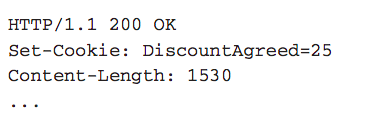 HTTP/1.1 200 OK
Set-Cookie: DiscountAgreed=25
Content-Length: 1530
...